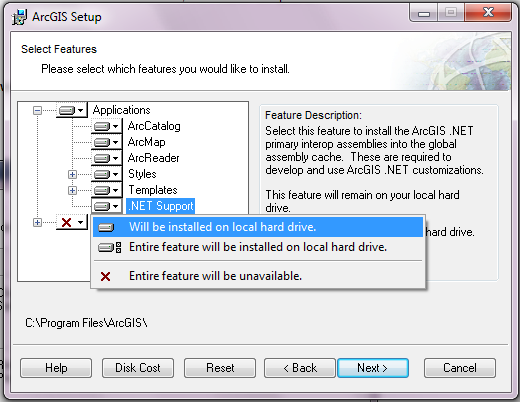 ArcGIS Setup
Select Features
Please select which features you would like to install.
Applications
ArcCatalog
ArcMap
ArcReader
Styles
Templates
.NET Support
Feature Description:
Select this feature to install the ArcGIS .NET
primary interop assemblies into the global
assembly cache.  These are required to
develop and use ArcGIS .NET customizations.
This feature will remain on your local hard
drive.
hard drive.
Will be installed on local hard drive.
Entire feature will be installed on local hard drive.
Entire feature will be unavailable.
C:\Program Files\ArcGIS\
Help
Disk Cost
Reset
< Back
Next >
Cancel